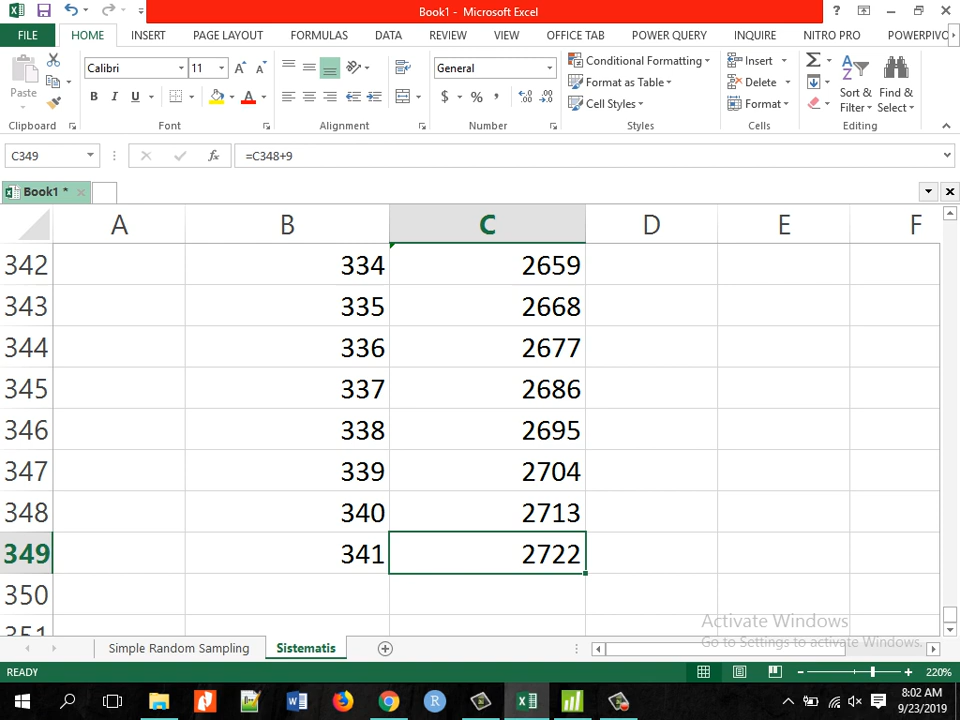 Book1 - Microsoft Excel
FILE HOME INSERT PAGE LAYOUT FORMULAS DATA REVIEW VIEW OFFICE TAB POWER QUERY INQUIRE NITRO PRO POWERPIVO
Paste
Calibri 11
B I U
General
$ % ,
Conditional Formatting
Format as Table
Cell Styles
Insert
Delete
Format
Sort & Filter
Find & Select
Clipboard Font Alignment Number Styles Cells Editing
C349 fx =C348+9
Book1 *
A B C D E F
342 334 2659
343 335 2668
344 336 2677
345 337 2686
346 338 2695
347 339 2704
348 340 2713
349 341 2722
350
351
Activate Windows
Go to Settings to activate Windows.
Simple Random Sampling Sistematis
READY 220%
8:02 AM
9/23/2019